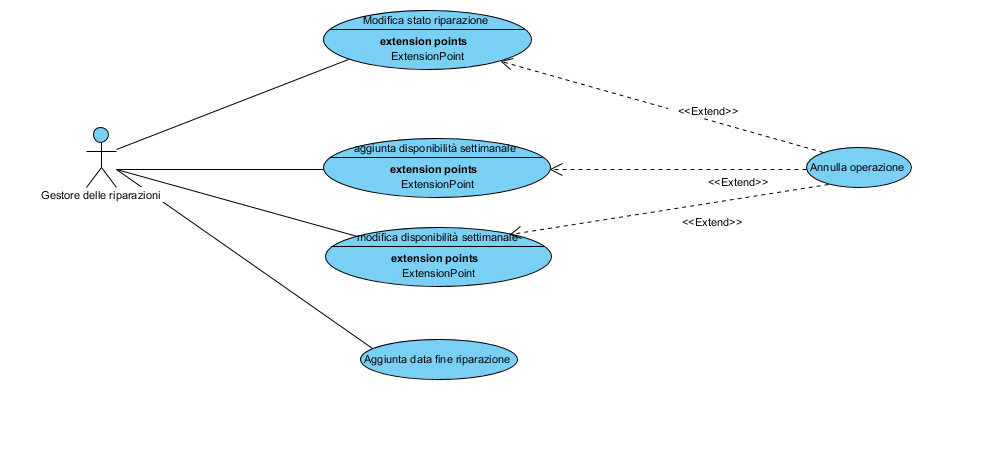 Modifica stato riparazione
extension points
ExtensionPoint
<<Extend>>
aggiunta disponibilità settimanale
extension points
ExtensionPoint
Annulla operazione
<<Extend>>
Gestore delle riparazioni
<<Extend>>
modifica disponibilità settimanale
extension points
ExtensionPoint
Aggiunta data fine riparazione